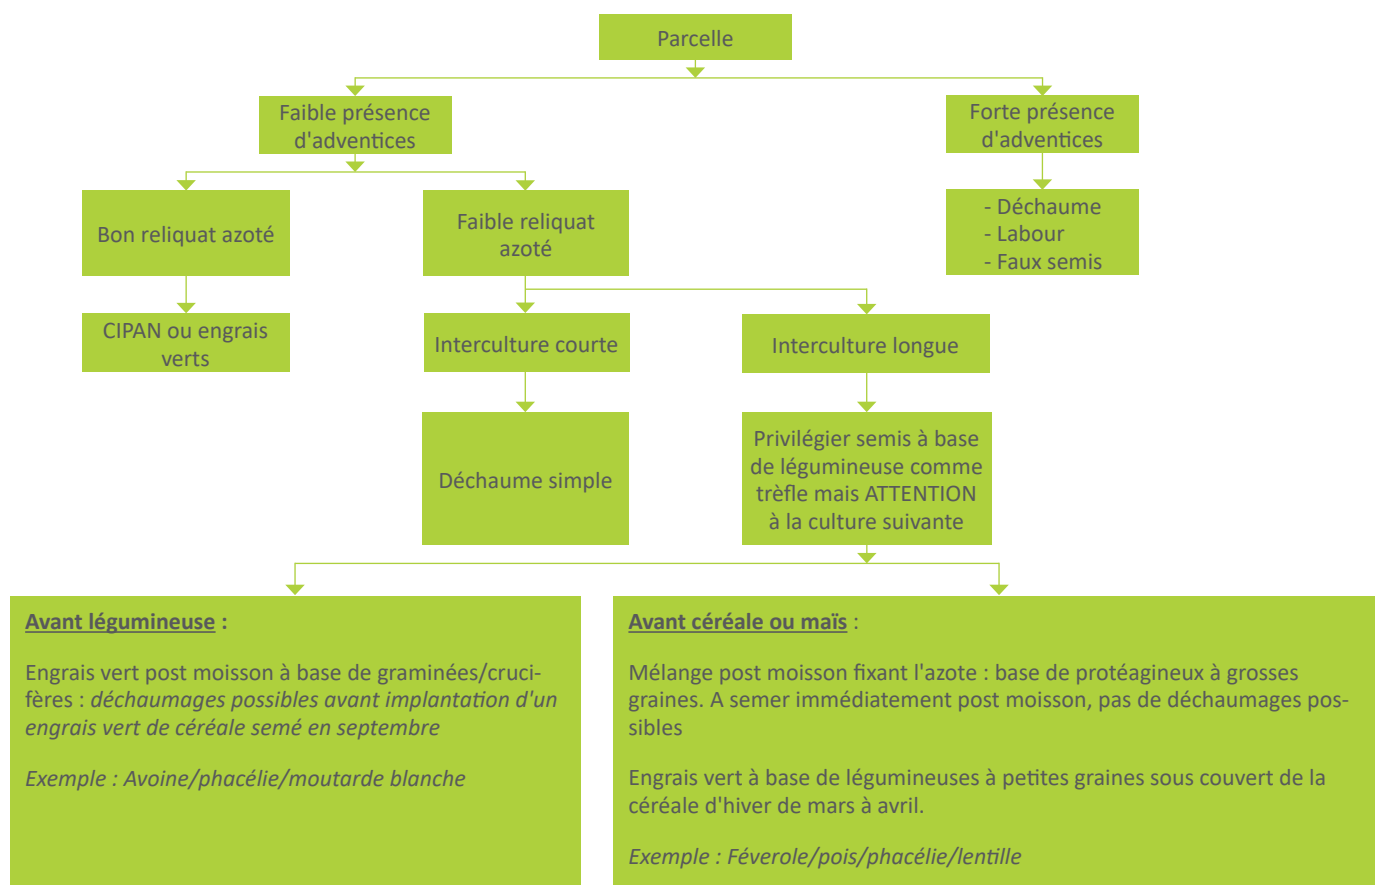 Parcelle
Faible présence
d'adventices
Forte présence
d'adventices
Bon reliquat azoté
Faible reliquat
azoté
- Déchaume
- Labour
- Faux semis
CIPAN ou engrais
verts
Interculture courte
Interculture longue
Déchaume simple
Privilégier semis à base
de légumineuse comme
trèfle mais ATTENTION
à la culture suivante
Avant légumineuse :
Engrais vert post moisson à base de graminées/cruci-
fères : déchaumages possibles avant implantation d'un
engrais vert de céréale semé en septembre
Exemple : Avoine/phacélie/moutarde blanche
Avant céréale ou maïs :
Mélange post moisson fixant l'azote : base de protéagineux à grosses
graines. A semer immédiatement post moisson, pas de déchaumages pos-
sibles
Engrais vert à base de légumineuses à petites graines sous couvert de la
céréale d'hiver de mars à avril.
Exemple : Féverole/pois/phacélie/lentille